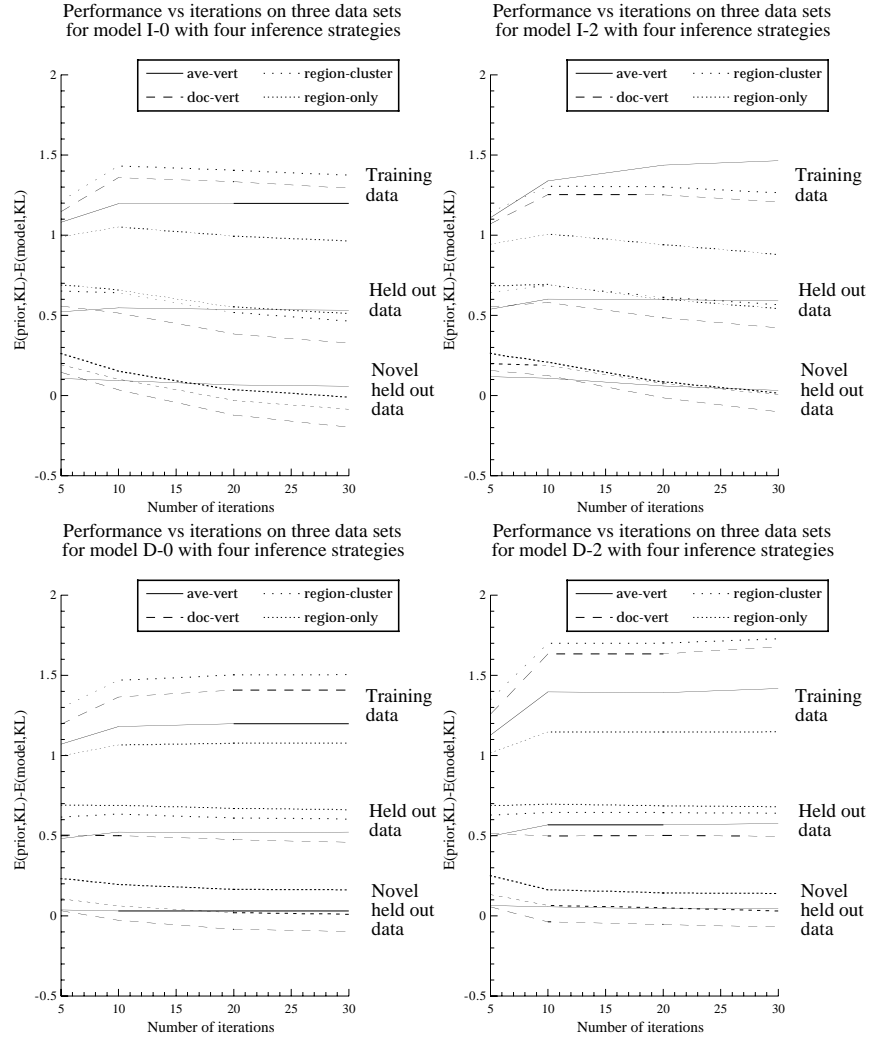 Performance vs iterations on three data sets
for model I-0 with four inference strategies
ave-vert
region-cluster
doc-vert
region-only
E(prior,KL)-E(model,KL)
2
1.5
1
0.5
0
-0.5
5
10
15
20
25
30
Number of iterations
Training
data
Held out
data
Novel
held out
data
Performance vs iterations on three data sets
for model I-2 with four inference strategies
ave-vert
region-cluster
doc-vert
region-only
E(prior,KL)-E(model,KL)
2
1.5
1
0.5
0
-0.5
5
10
15
20
25
30
Number of iterations
Training
data
Held out
data
Novel
held out
data
Performance vs iterations on three data sets
for model D-0 with four inference strategies
ave-vert
region-cluster
doc-vert
region-only
E(prior,KL)-E(model,KL)
2
1.5
1
0.5
0
-0.5
5
10
15
20
25
30
Number of iterations
Training
data
Held out
data
Novel
held out
data
Performance vs iterations on three data sets
for model D-2 with four inference strategies
ave-vert
region-cluster
doc-vert
region-only
E(prior,KL)-E(model,KL)
2
1.5
1
0.5
0
-0.5
5
10
15
20
25
30
Number of iterations
Training
data
Held out
data
Novel
held out
data